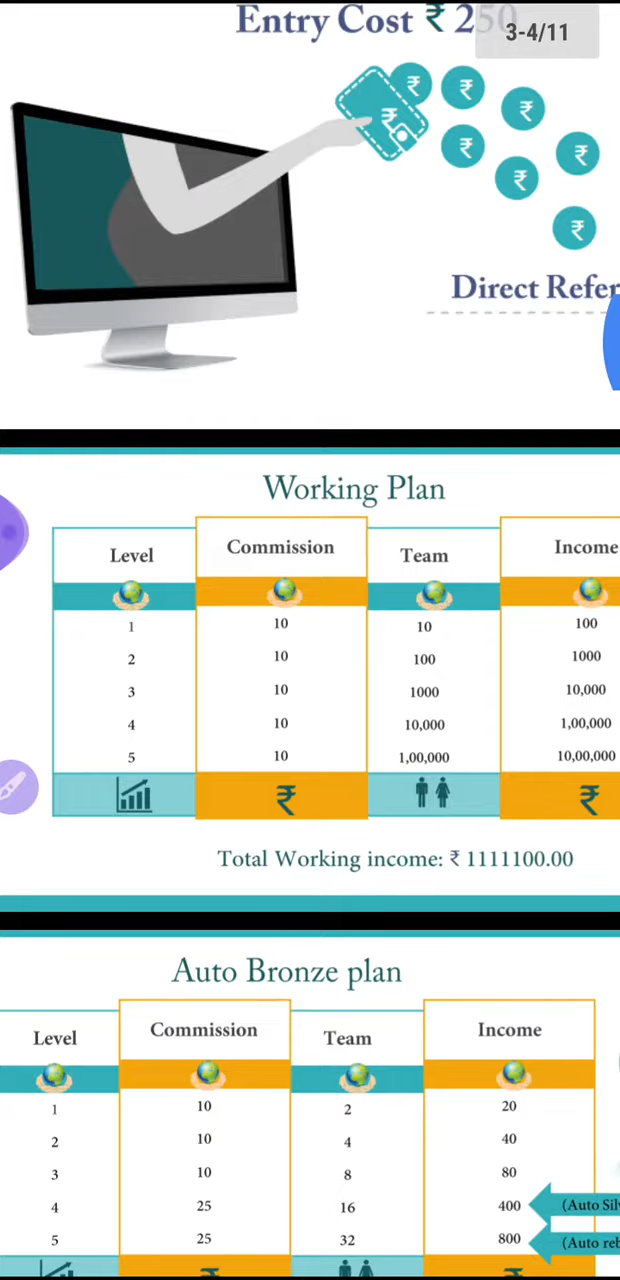 Entry Cost ₹ 250
3-4/11
Direct Refer
Working Plan
Level Commission Team Income
1 10 10 100
2 10 100 1000
3 10 1000 10,000
4 10 10,000 1,00,000
5 10 1,00,000 10,00,000
Total Working income: ₹ 1111100.00
Auto Bronze plan
Level Commission Team Income
1 10 2 20
2 10 4 40
3 10 8 80
4 25 16 400 (Auto Sil
5 25 32 800 (Auto reb